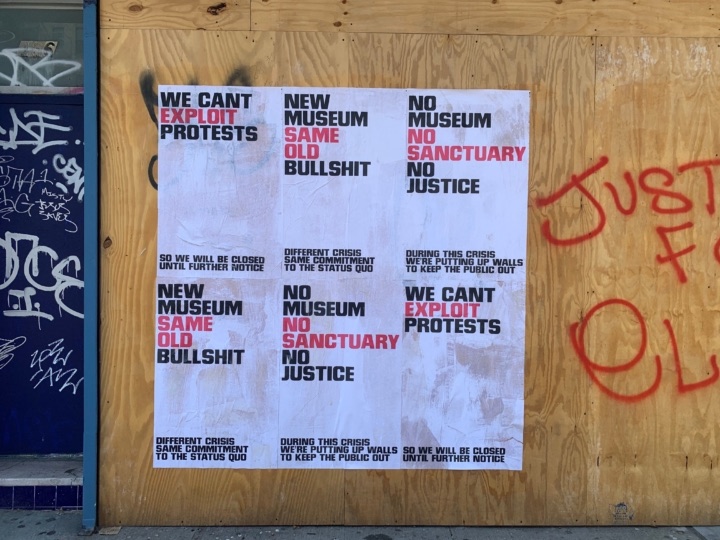 WE CANT
EXPLOIT
PROTESTS
SO WE WILL BE CLOSED
UNTIL FURTHER NOTICE
NEW
MUSEUM
SAME
OLD
BULLSHIT
DIFFERENT CRISIS
SAME COMMITMENT
TO THE STATUS QUO
NO
MUSEUM
NO
SANCTUARY
NO
JUSTICE
DURING THIS CRISIS
WE'RE PUTTING UP WALLS
TO KEEP THE PUBLIC OUT
NEW
MUSEUM
SAME
OLD
BULLSHIT
DIFFERENT CRISIS
SAME COMMITMENT
TO THE STATUS QUO
NO
MUSEUM
NO
SANCTUARY
NO
JUSTICE
DURING THIS CRISIS
WE'RE PUTTING UP WALLS
TO KEEP THE PUBLIC OUT
WE CANT
EXPLOIT
PROTESTS
SO WE WILL BE CLOSED
UNTIL FURTHER NOTICE
JUST